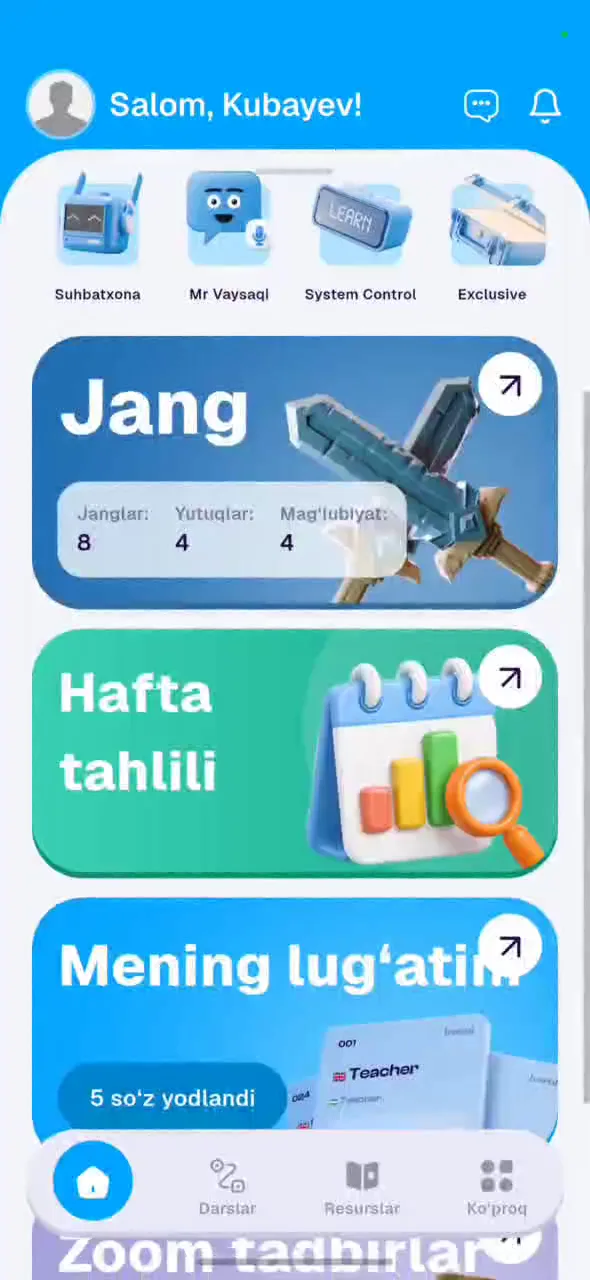 Salom, Kubayev!
LEARN
Suhbatxona
Mr Vaysaqi
System Control
Exclusive
Jang
Janglar: Yutuqlar: Mag‘lubiyat:
8 4 4
Hafta
tahlili
Mening lug‘atim
001
Teacher
024
5 so‘z yodlandi
Darslar
Resurslar
Ko‘proq
Zoom tadbirlar